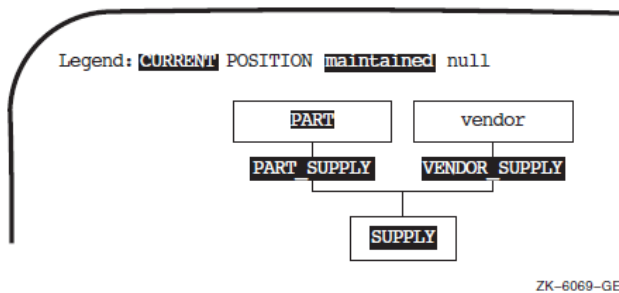 Legend: CURRENT POSITION maintained null
PART vendor
PART_SUPPLY VENDOR_SUPPLY
SUPPLY
ZK-6069-GE